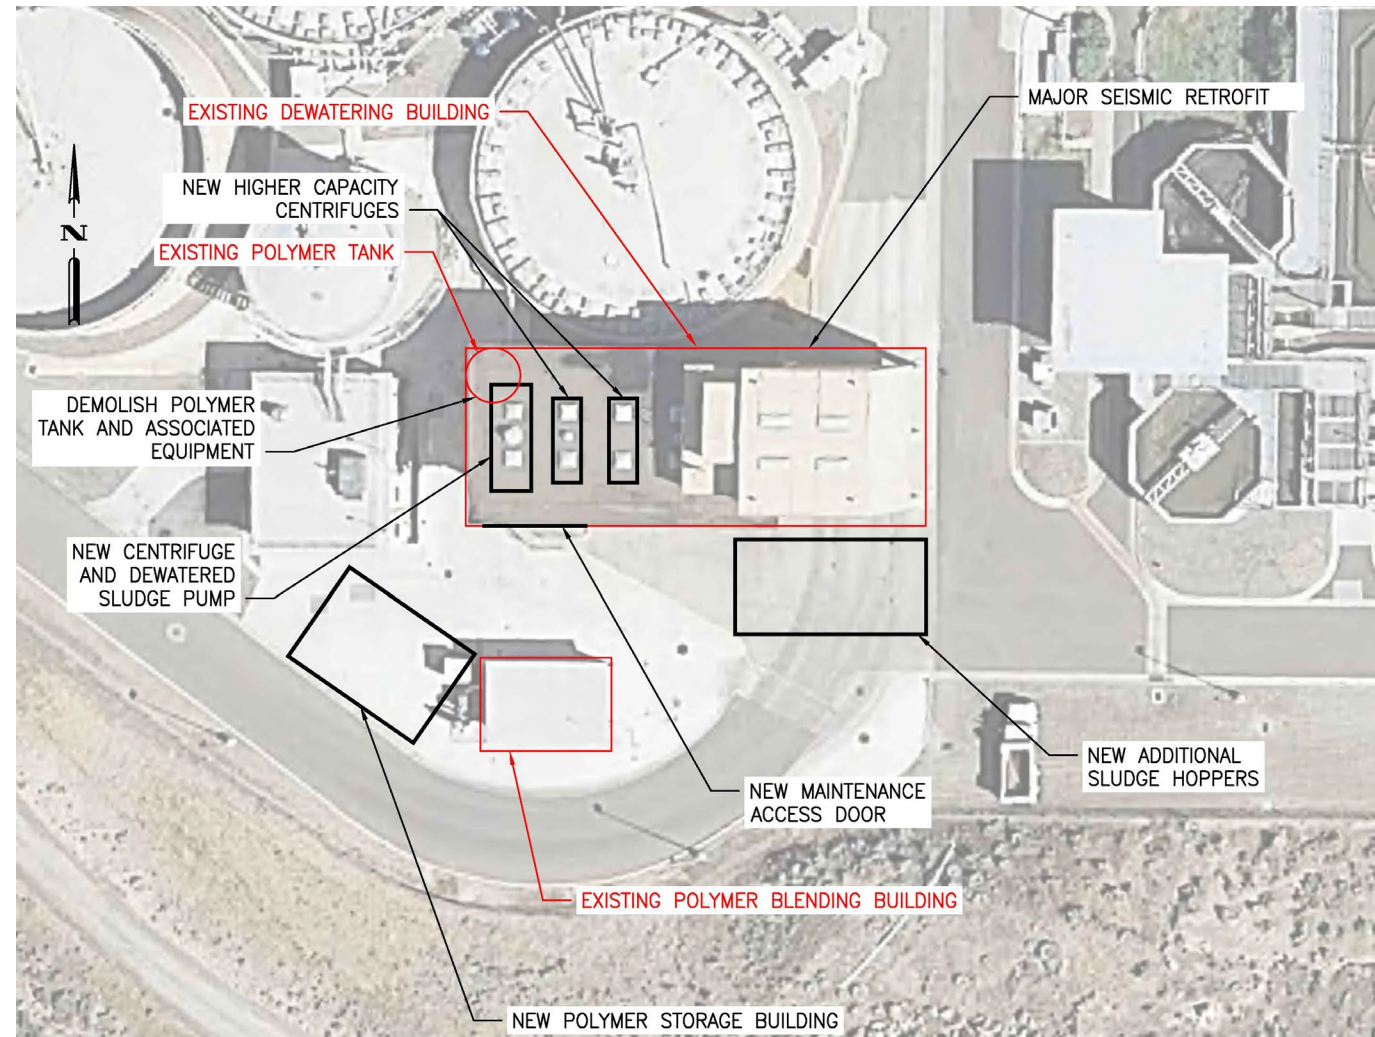 EXISTING DEWATERING BUILDING
MAJOR SEISMIC RETROFIT
NEW HIGHER CAPACITY
CENTRIFUGES
N
EXISTING POLYMER TANK
DEMOLISH POLYMER
TANK AND ASSOCIATED
EQUIPMENT
NEW CENTRIFUGE
AND DEWATERED
SLUDGE PUMP
NEW ADDITIONAL
SLUDGE HOPPERS
NEW MAINTENANCE
ACCESS DOOR
EXISTING POLYMER BLENDING BUILDING
NEW POLYMER STORAGE BUILDING